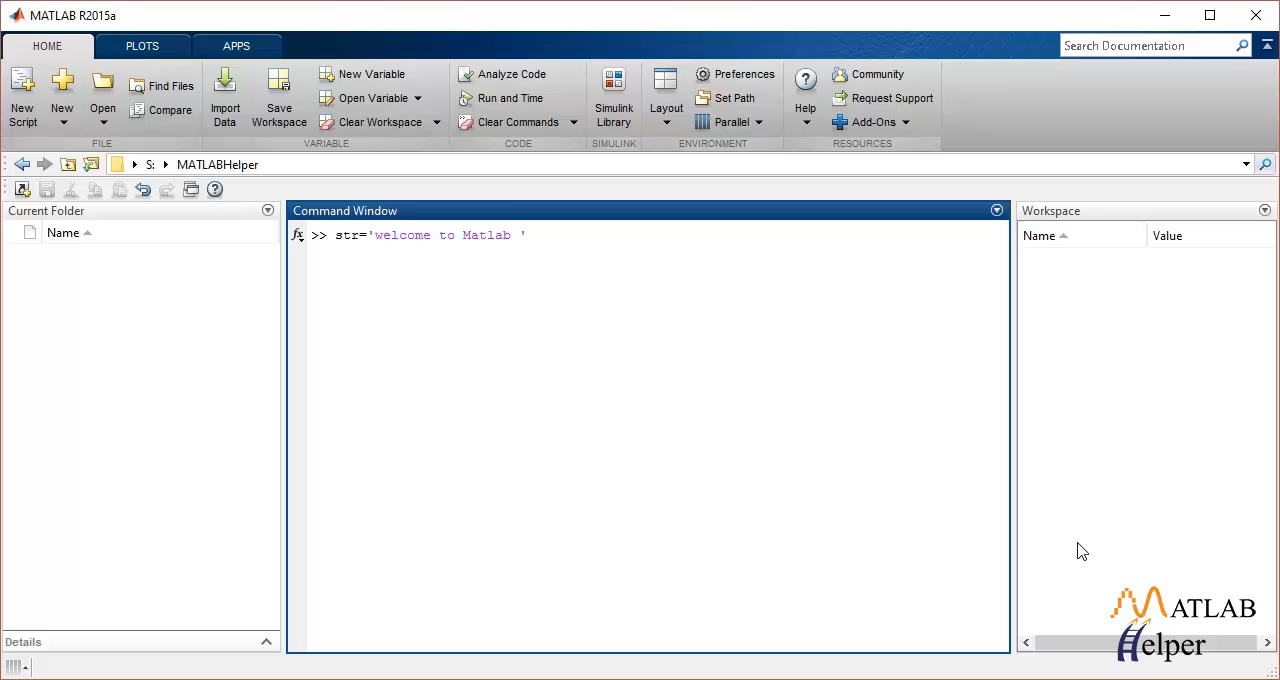 MATLAB R2015a
HOME PLOTS APPS
Search Documentation
New Script
New
Open
Find Files
Compare
FILE
Import Data
Save Workspace
New Variable
Open Variable
Clear Workspace
VARIABLE
Analyze Code
Run and Time
Clear Commands
CODE
Simulink Library
SIMULINK
Layout
Preferences
Set Path
Parallel
ENVIRONMENT
Help
Community
Request Support
Add-Ons
RESOURCES
S: MATLABHelper
Current Folder
Name
Details
Command Window
fx >> str='welcome to Matlab '
Workspace
Name Value
MATLAB
Helper